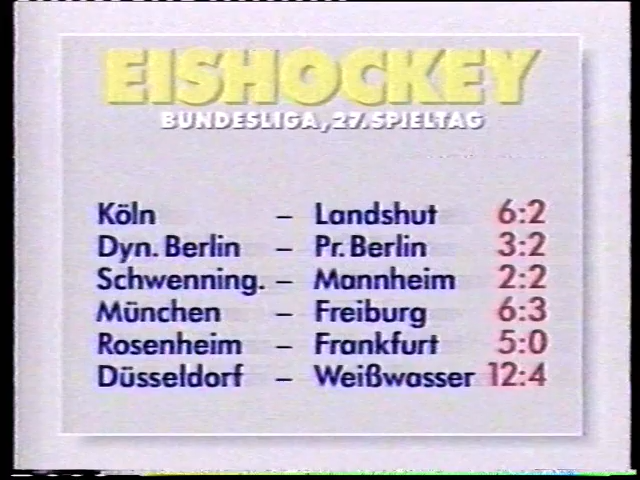 EISHOCKEY
BUNDESLIGA, 27. SPIELTAG
Köln – Landshut 6:2
Dyn. Berlin – Pr. Berlin 3:2
Schwenning. – Mannheim 2:2
München – Freiburg 6:3
Rosenheim – Frankfurt 5:0
Düsseldorf – Weißwasser 12:4